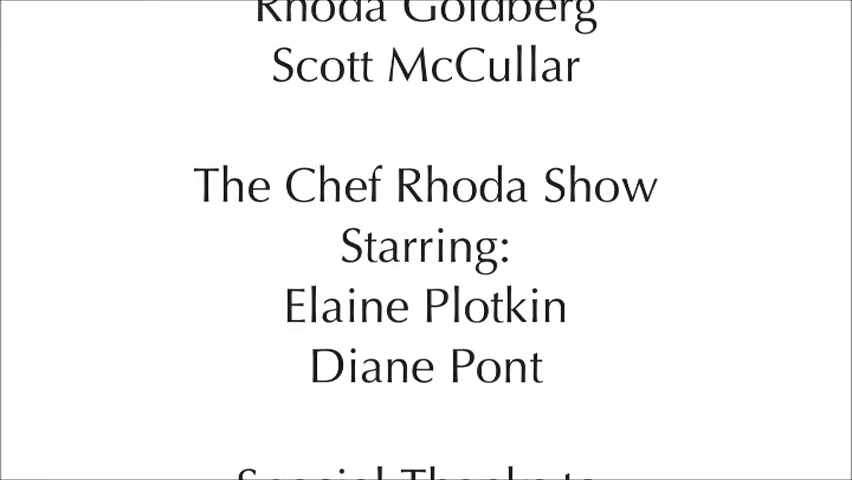 Rhoda Goldberg
Scott McCullar
The Chef Rhoda Show
Starring:
Elaine Plotkin
Diane Pont
Special Thanks to